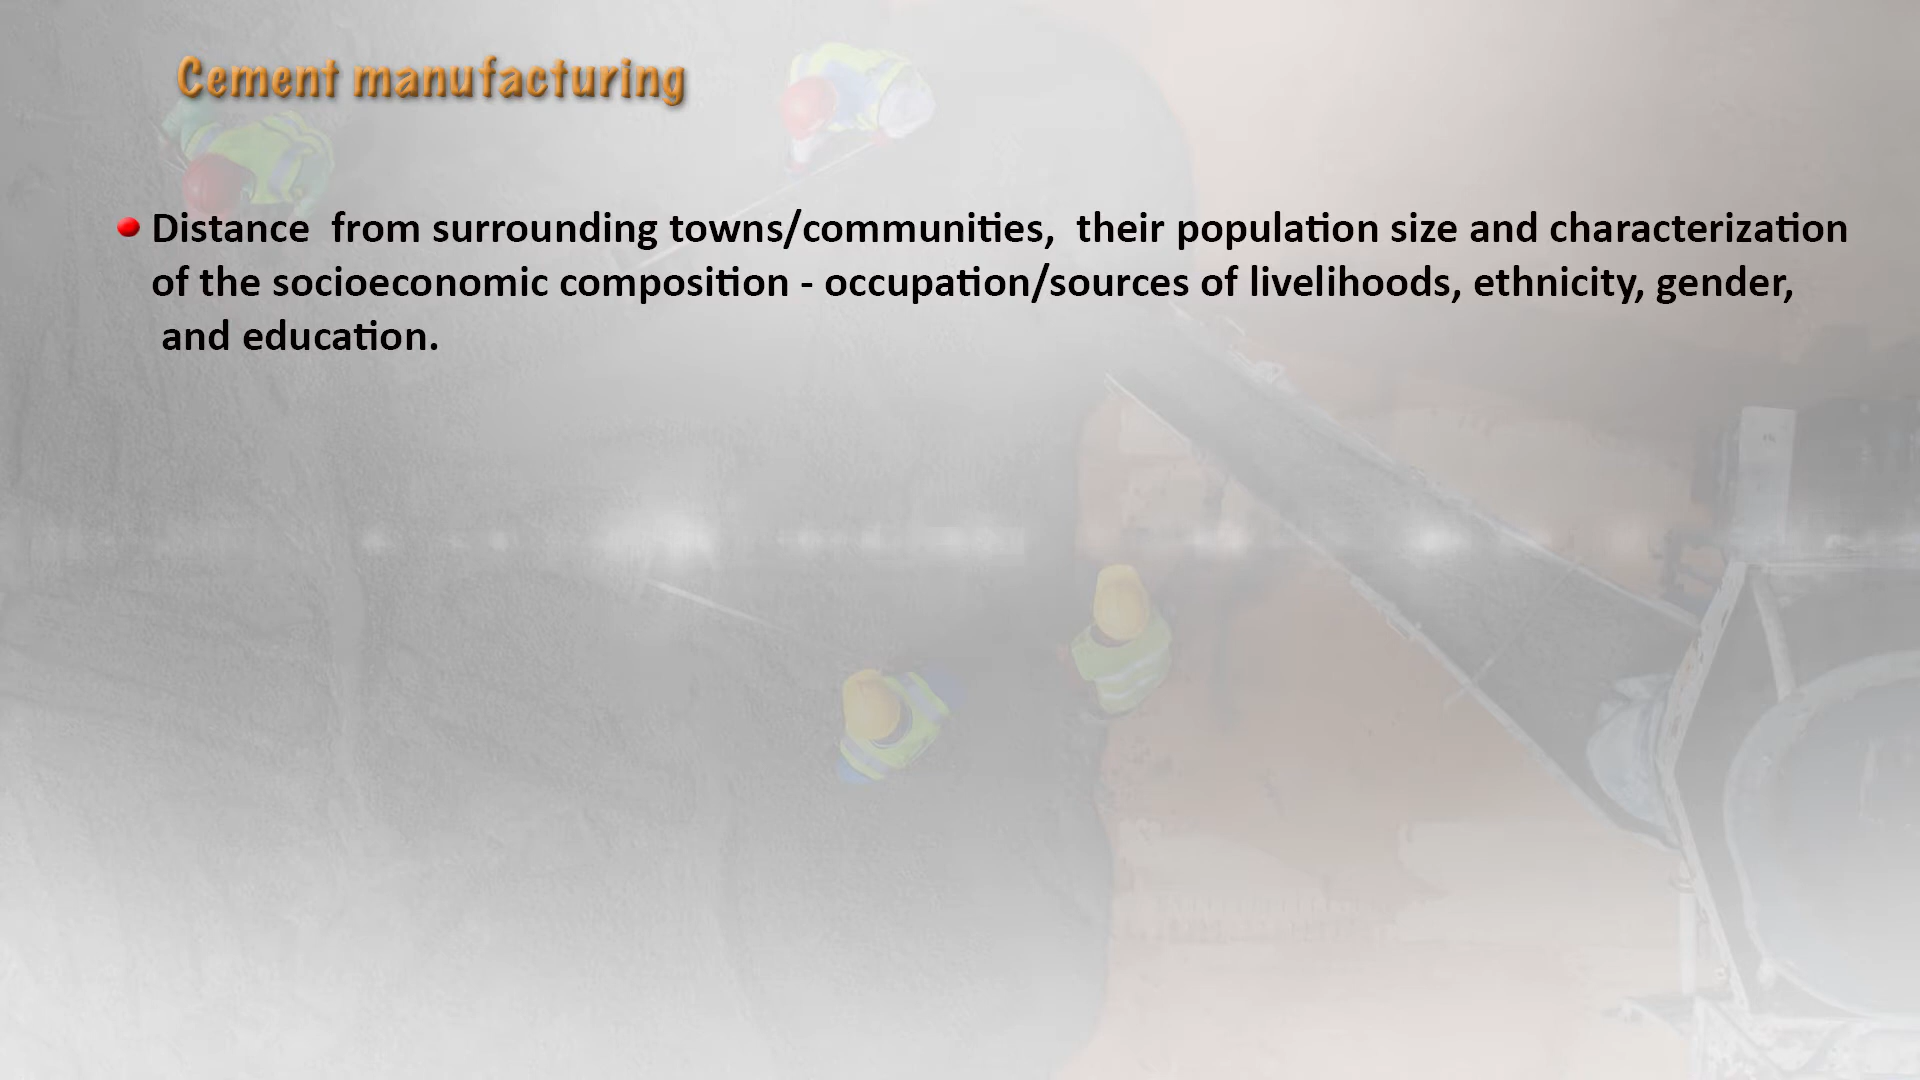 Cement manufacturing
Distance from surrounding towns/communities, their population size and characterization
of the socioeconomic composition - occupation/sources of livelihoods, ethnicity, gender,
and education.